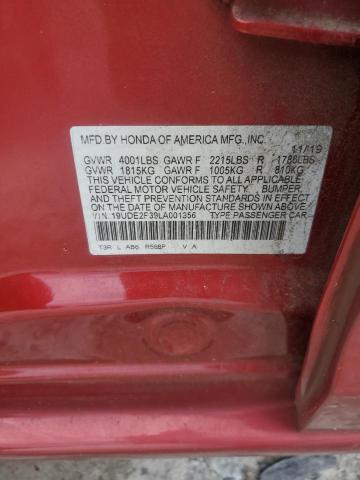 MFD BY HONDA OF AMERICA MFG., INC. 11/19
GVWR 4001LBS GAWR F 2215LBS R 1786LBS
GVWR 1815KG GAWR F 1005KG R 810KG
THIS VEHICLE CONFORMS TO ALL APPLICABLE
FEDERAL MOTOR VEHICLE SAFETY, BUMPER,
AND THEFT PREVENTION STANDARDS IN EFFECT
ON THE DATE OF MANUFACTURE SHOWN ABOVE.
V.I.N. 19UDE2F39LA001356 TYPE PASSENGER CAR
T3R L AB6 R568P V A